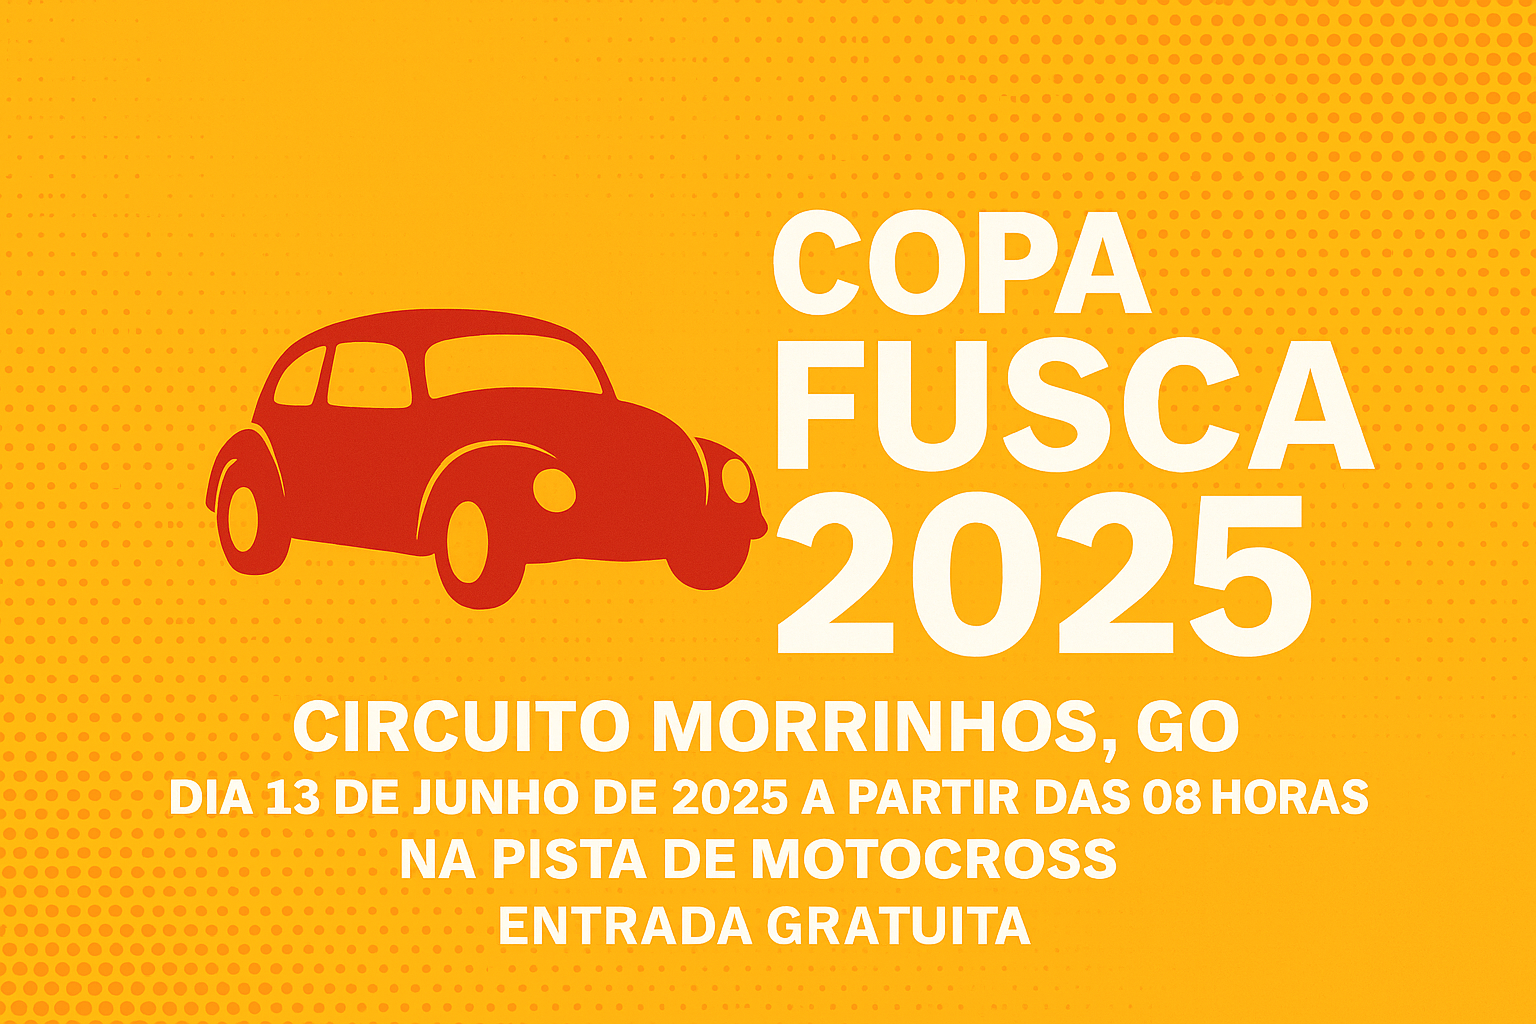 COPA
FUSCA
2025
CIRCUITO MORRINHOS, GO
DIA 13 DE JUNHO DE 2025 A PARTIR DAS 08 HORAS
NA PISTA DE MOTOCROSS
ENTRADA GRATUITA